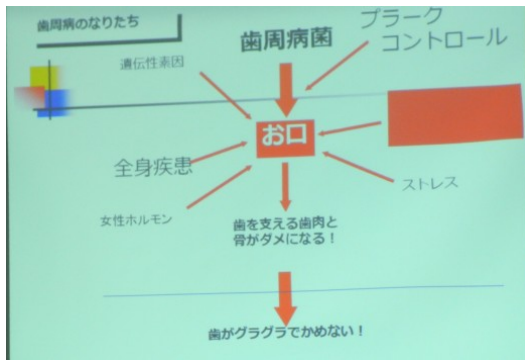 歯周病のなりたち
歯周病菌
プラーク
コントロール
遺伝性素因
お口
全身疾患
ストレス
女性ホルモン
歯を支える歯肉と
骨がダメになる！
歯がグラグラでかめない！